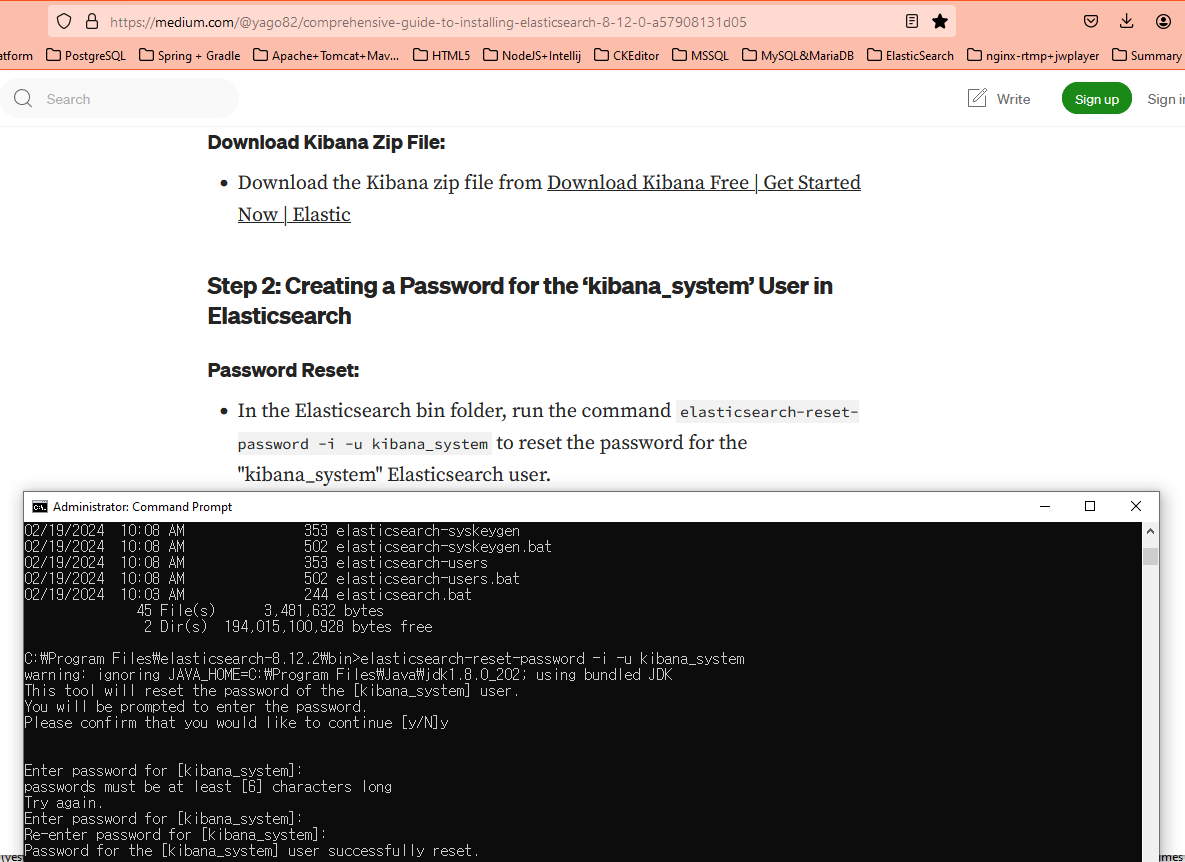 https://medium.com/@yago82/comprehensive-guide-to-installing-elasticsearch-8-12-0-a57908131d05
atform PostgreSQL Spring + Gradle Apache+Tomcat+Mav... HTML5 NodeJS+Intellij CKEditor MSSQL MySQL&MariaDB ElasticSearch nginx-rtmp+jwplayer Summary
Search Write Sign up Sign in
Download Kibana Zip File:
• Download the Kibana zip file from Download Kibana Free | Get Started
Now | Elastic
Step 2: Creating a Password for the ‘kibana_system’ User in
Elasticsearch
Password Reset:
• In the Elasticsearch bin folder, run the command elasticsearch-reset-
password -i -u kibana_system to reset the password for the
"kibana_system" Elasticsearch user.
Administrator: Command Prompt
02/19/2024  10:08 AM               353 elasticsearch-syskeygen
02/19/2024  10:08 AM               502 elasticsearch-syskeygen.bat
02/19/2024  10:08 AM               353 elasticsearch-users
02/19/2024  10:08 AM               502 elasticsearch-users.bat
02/19/2024  10:03 AM               244 elasticsearch.bat
45 File(s)      3,481,632 bytes
2 Dir(s)  194,015,100,928 bytes free
C:₩Program Files₩elasticsearch-8.12.2₩bin>elasticsearch-reset-password -i -u kibana_system
warning: ignoring JAVA_HOME=C:₩Program Files₩Java₩jdk1.8.0_202; using bundled JDK
This tool will reset the password of the [kibana_system] user.
You will be prompted to enter the password.
Please confirm that you would like to continue [y/N]y
Enter password for [kibana_system]:
passwords must be at least [6] characters long
Try again.
Enter password for [kibana_system]:
Re-enter password for [kibana_system]:
Password for the [kibana_system] user successfully reset.